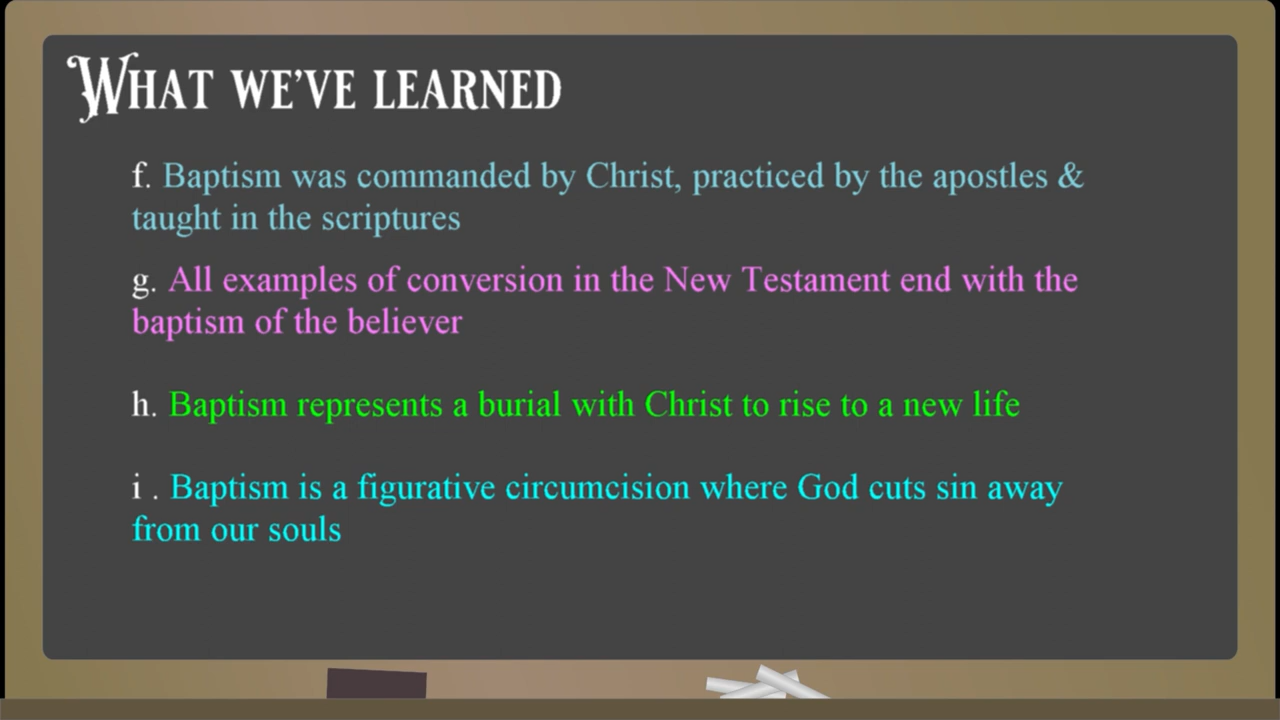 What we've learned
f. Baptism was commanded by Christ, practiced by the apostles &
taught in the scriptures
g. All examples of conversion in the New Testament end with the
baptism of the believer
h. Baptism represents a burial with Christ to rise to a new life
i . Baptism is a figurative circumcision where God cuts sin away
from our souls